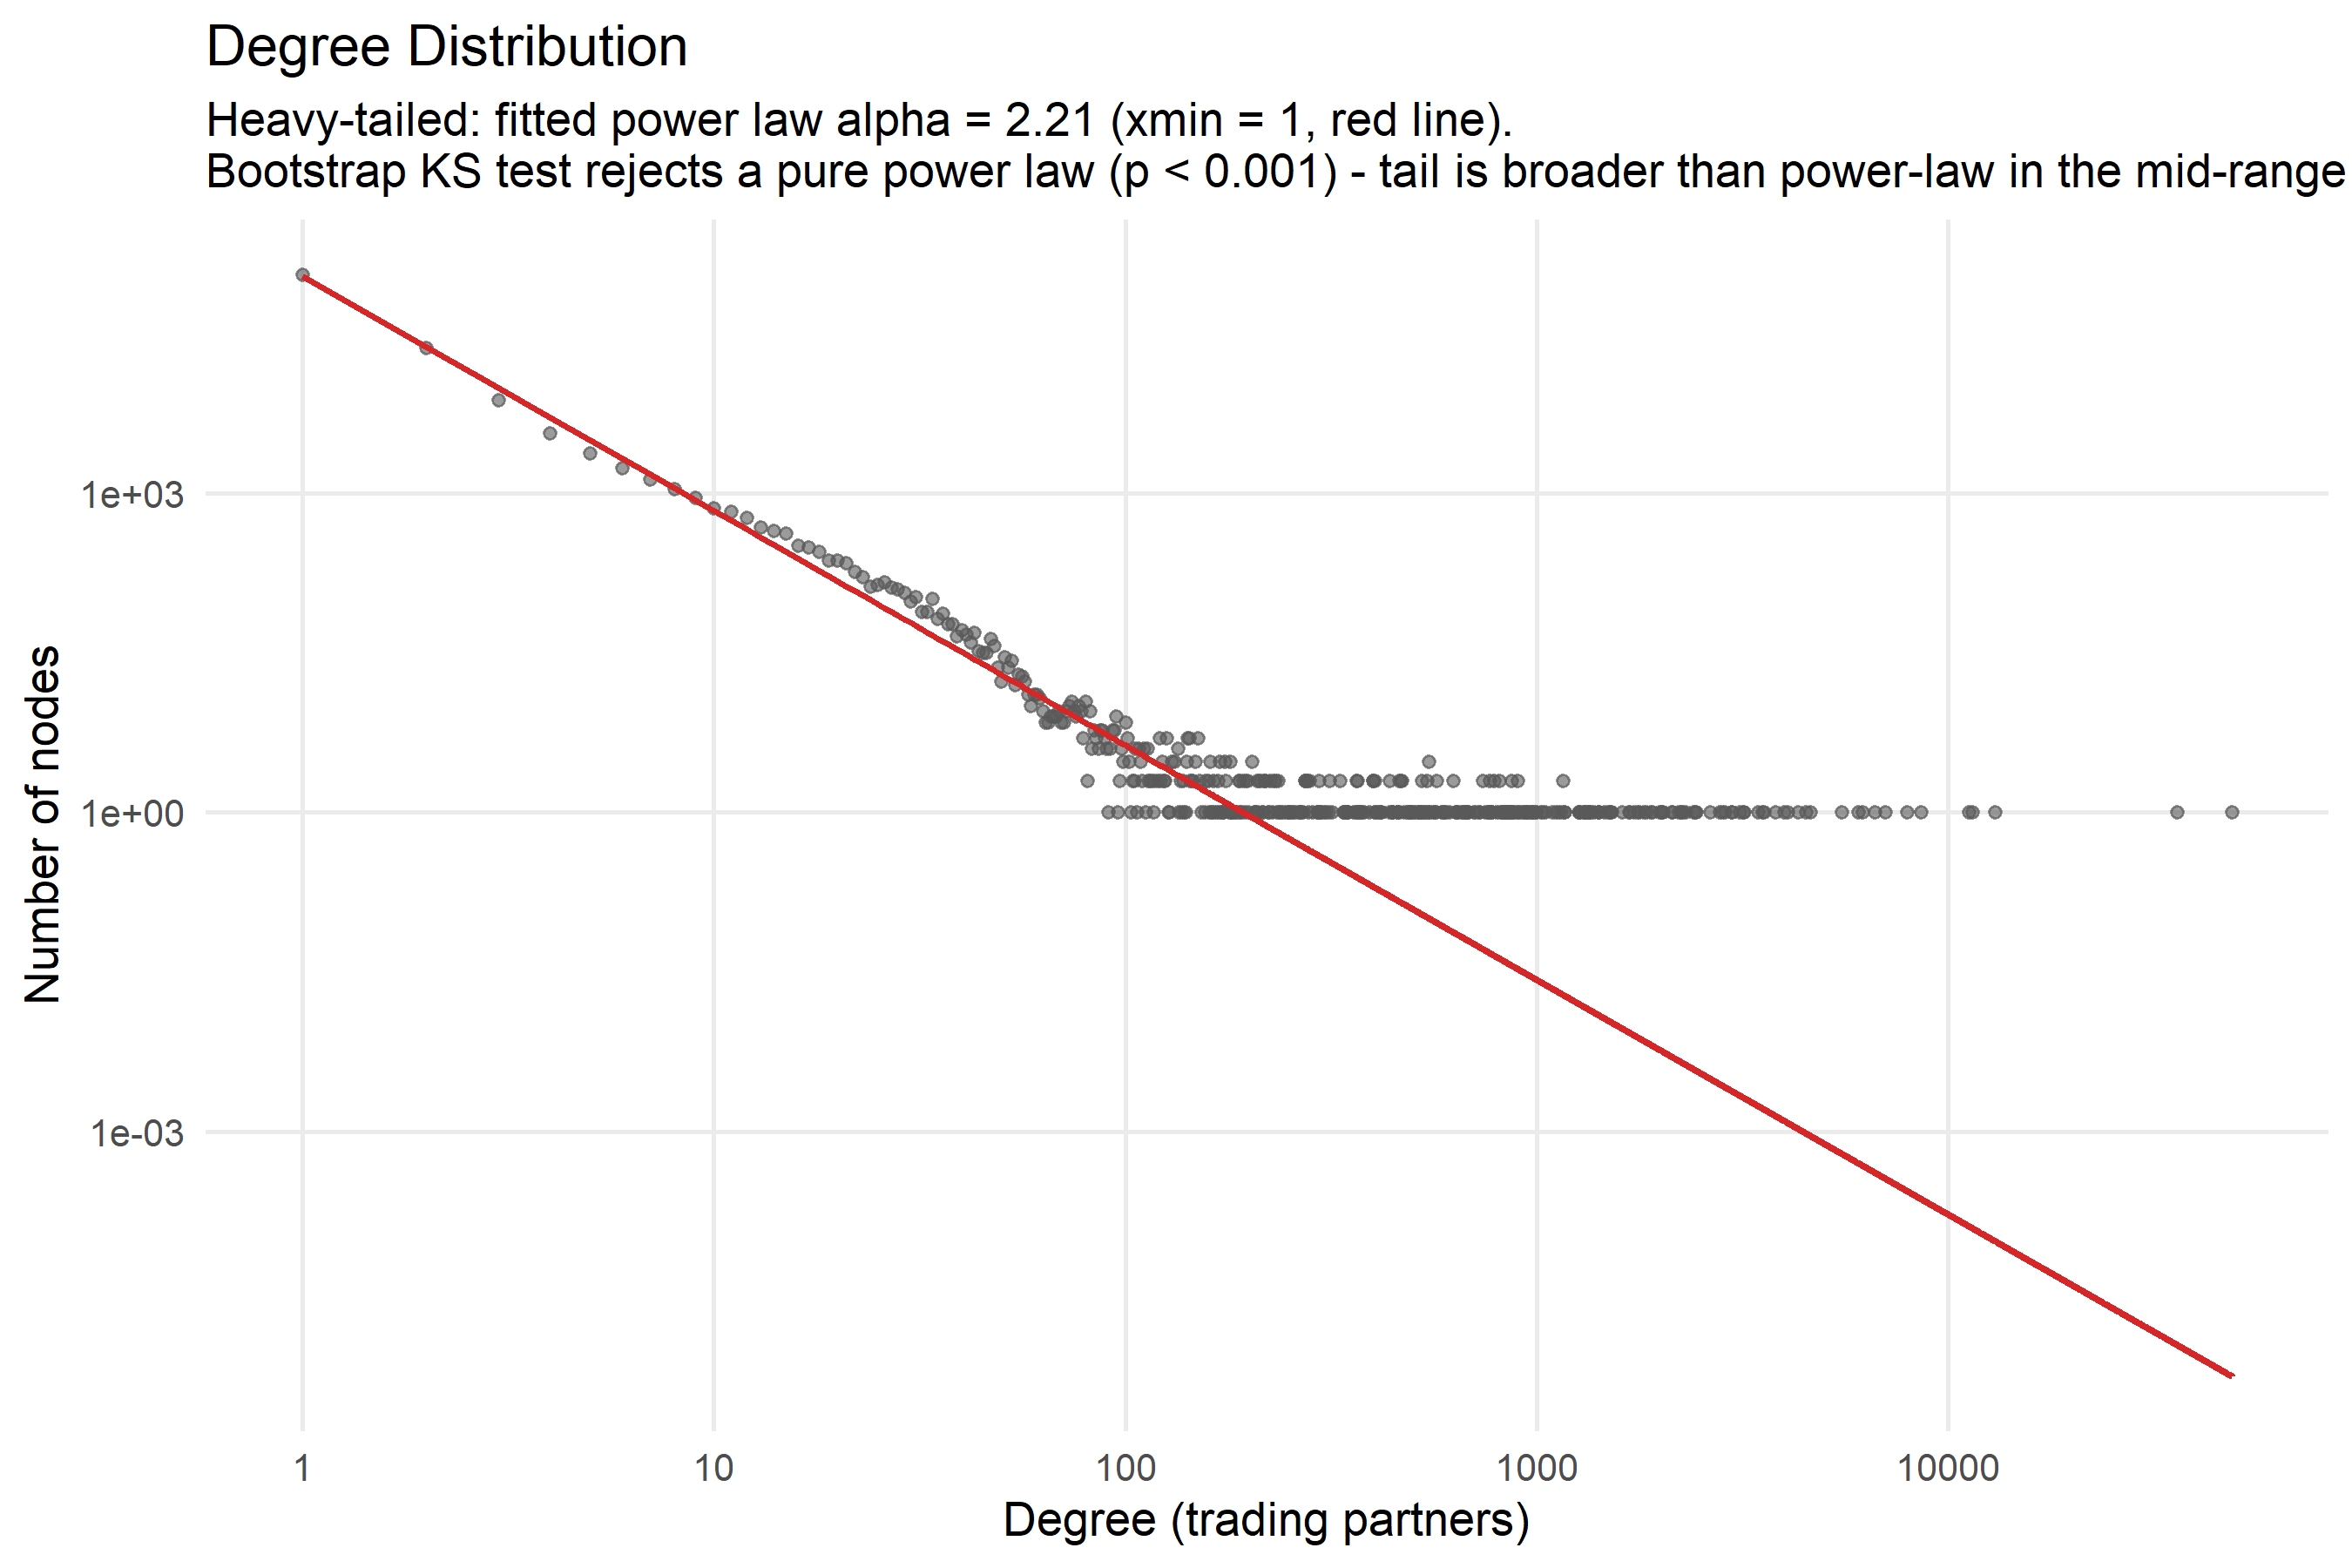 Degree Distribution
Heavy-tailed: fitted power law alpha = 2.21 (xmin = 1, red line).
Bootstrap KS test rejects a pure power law (p < 0.001) - tail is broader than power-law in the mid-range
Number of nodes
1e+03
1e+00
1e-03
1 10 100 1000 10000
Degree (trading partners)